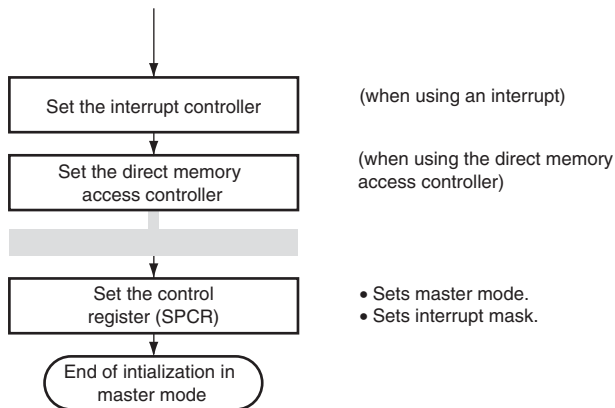 Set the interrupt controller
(when using an interrupt)
Set the direct memory
access controller
(when using the direct memory
access controller)
Set the control
register (SPCR)
• Sets master mode.
• Sets interrupt mask.
End of intialization in
master mode